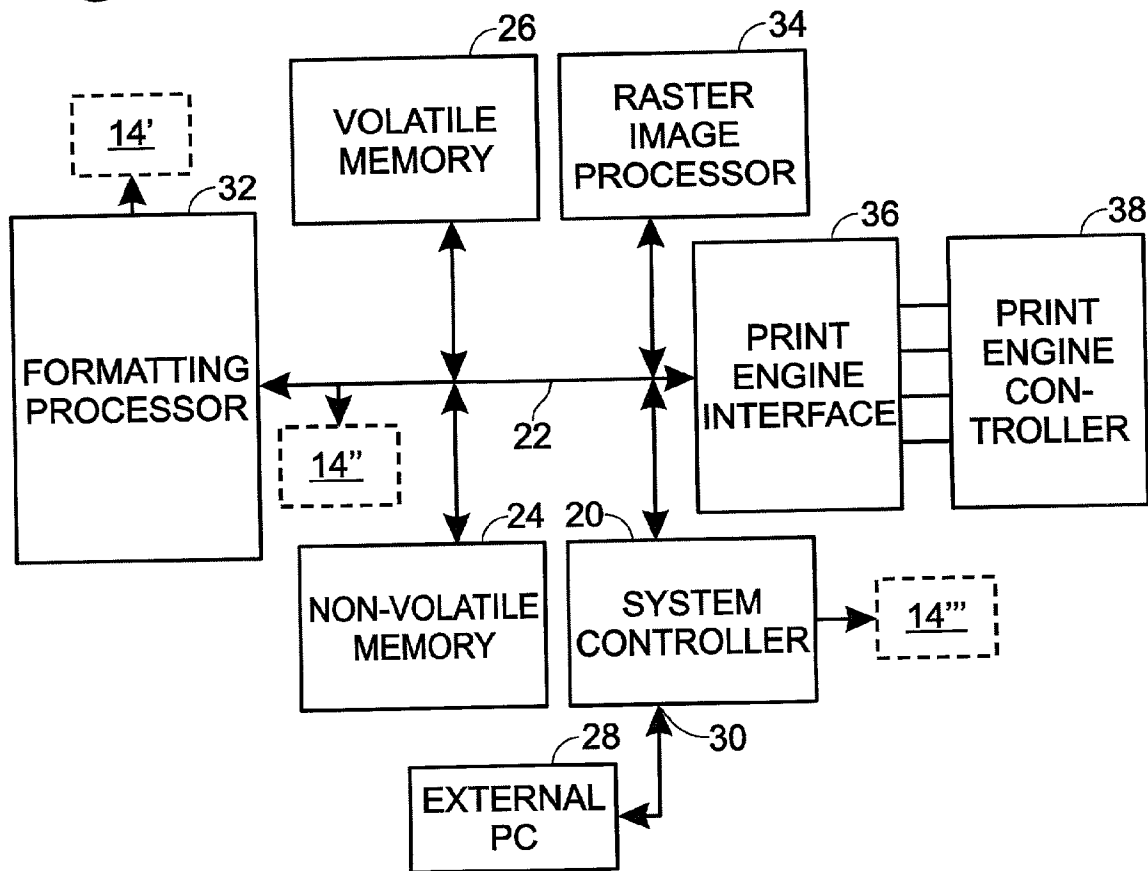 26
34
VOLATILE
MEMORY
RASTER
IMAGE
PROCESSOR
14'
32
36
38
FORMATTING
PROCESSOR
PRINT
ENGINE
INTERFACE
PRINT
ENGINE
CON-
TROLLER
22
14''
24
20
NON-VOLATILE
MEMORY
SYSTEM
CONTROLLER
14'''
28
30
EXTERNAL
PC